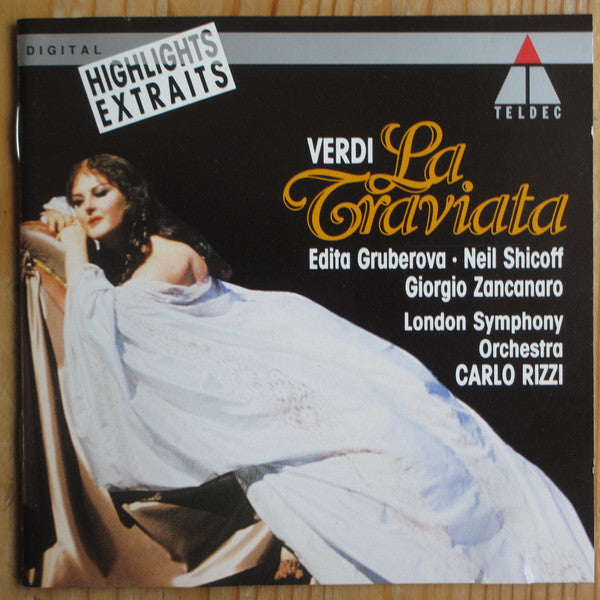 DIGITAL
HIGHLIGHTS
EXTRAITS
TELDEC
VERDI La
Traviata
Edita Gruberova · Neil Shicoff
Giorgio Zancanaro
London Symphony
Orchestra
CARLO RIZZI